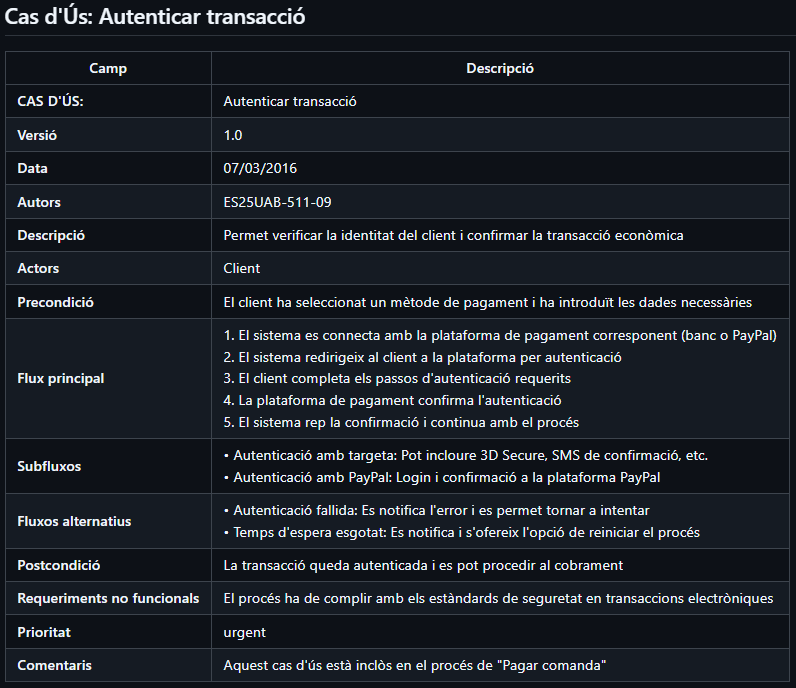 Cas d'Ús: Autenticar transacció
Camp Descripció
CAS D'ÚS: Autenticar transacció
Versió 1.0
Data 07/03/2016
Autors ES25UAB-511-09
Descripció Permet verificar la identitat del client i confirmar la transacció econòmica
Actors Client
Precondició El client ha seleccionat un mètode de pagament i ha introduït les dades necessàries
Flux principal
1. El sistema es connecta amb la plataforma de pagament corresponent (banc o PayPal)
2. El sistema redirigeix al client a la plataforma per autenticació
3. El client completa els passos d'autenticació requerits
4. La plataforma de pagament confirma l'autenticació
5. El sistema rep la confirmació i continua amb el procés
Subfluxos
• Autenticació amb targeta: Pot incloure 3D Secure, SMS de confirmació, etc.
• Autenticació amb PayPal: Login i confirmació a la plataforma PayPal
Fluxos alternatius
• Autenticació fallida: Es notifica l'error i es permet tornar a intentar
• Temps d'espera esgotat: Es notifica i s'ofereix l'opció de reiniciar el procés
Postcondició La transacció queda autenticada i es pot procedir al cobrament
Requeriments no funcionals El procés ha de complir amb els estàndards de seguretat en transaccions electròniques
Prioritat urgent
Comentaris Aquest cas d'ús està inclòs en el procés de "Pagar comanda"